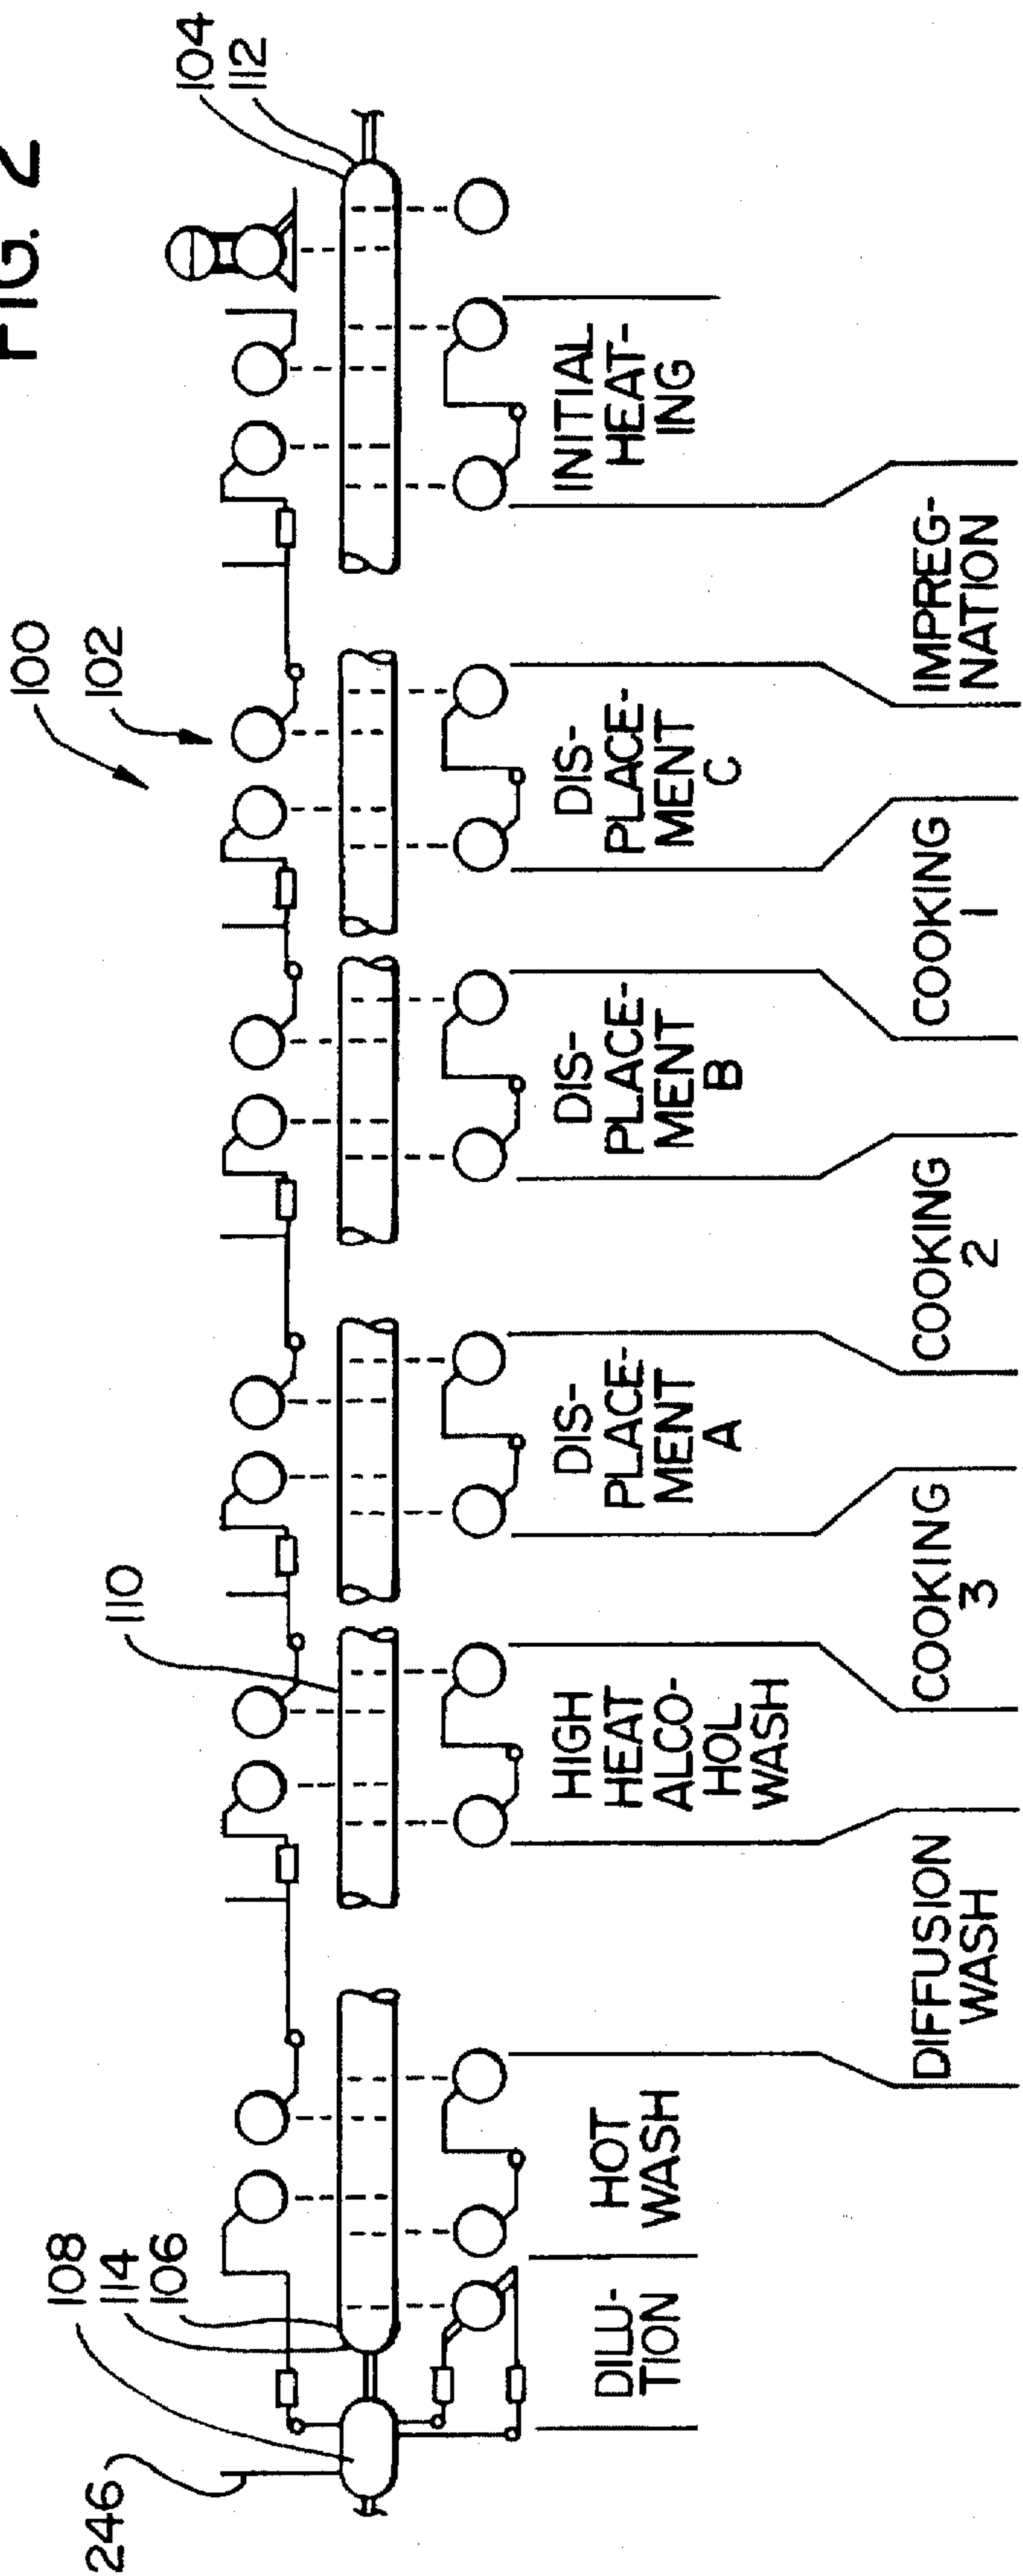 FIG. 2
100
102
104
112
110
108
114
106
246
DILU-
TION
HOT
WASH
DIFFUSION
WASH
HIGH
HEAT
ALCO-
HOL
WASH
COOKING
3
DIS-
PLACE-
MENT
A
COOKING
2
DIS-
PLACE-
MENT
B
COOKING
1
DIS-
PLACE-
MENT
C
IMPREG-
NATION
INITIAL
HEAT-
ING